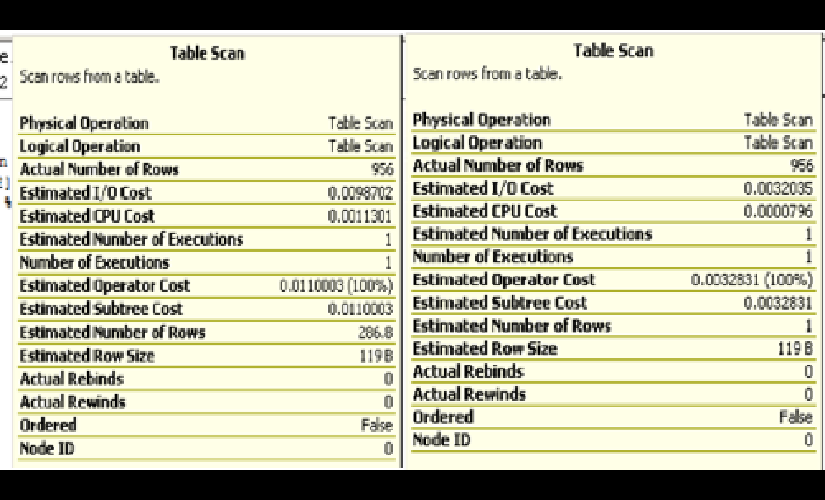 Table Scan
Scan rows from a table.
Physical Operation Table Scan
Logical Operation Table Scan
Actual Number of Rows 956
Estimated I/O Cost 0.0098702
Estimated CPU Cost 0.0011301
Estimated Number of Executions 1
Number of Executions 1
Estimated Operator Cost 0.0110003 (100%)
Estimated Subtree Cost 0.0110003
Estimated Number of Rows 286.8
Estimated Row Size 119 B
Actual Rebinds 0
Actual Rewinds 0
Ordered False
Node ID 0
Table Scan
Scan rows from a table.
Physical Operation Table Scan
Logical Operation Table Scan
Actual Number of Rows 956
Estimated I/O Cost 0.0032035
Estimated CPU Cost 0.0000796
Estimated Number of Executions 1
Number of Executions 1
Estimated Operator Cost 0.0032831 (100%)
Estimated Subtree Cost 0.0032831
Estimated Number of Rows 1
Estimated Row Size 119 B
Actual Rebinds 0
Actual Rewinds 0
Ordered False
Node ID 0